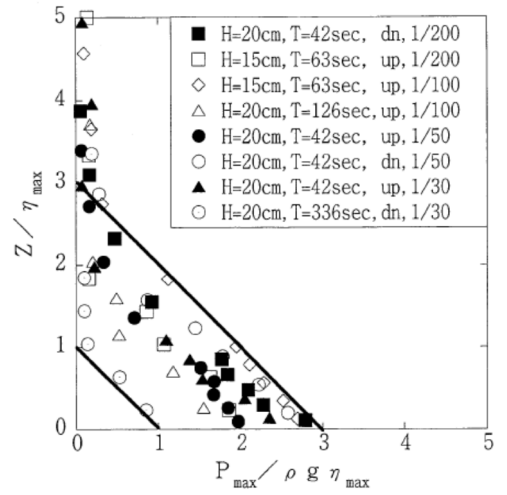 5
4
3
2
1
0
Z / η max
■ H=20cm, T=42sec, dn, 1/200
□ H=15cm, T=63sec, up, 1/200
◇ H=15cm, T=63sec, up, 1/100
△ H=20cm, T=126sec, up, 1/100
● H=20cm, T=42sec, up, 1/50
○ H=20cm, T=42sec, dn, 1/50
▲ H=20cm, T=42sec, up, 1/30
⊙ H=20cm, T=336sec, dn, 1/30
0 1 2 3 4 5
P max / ρ g η max